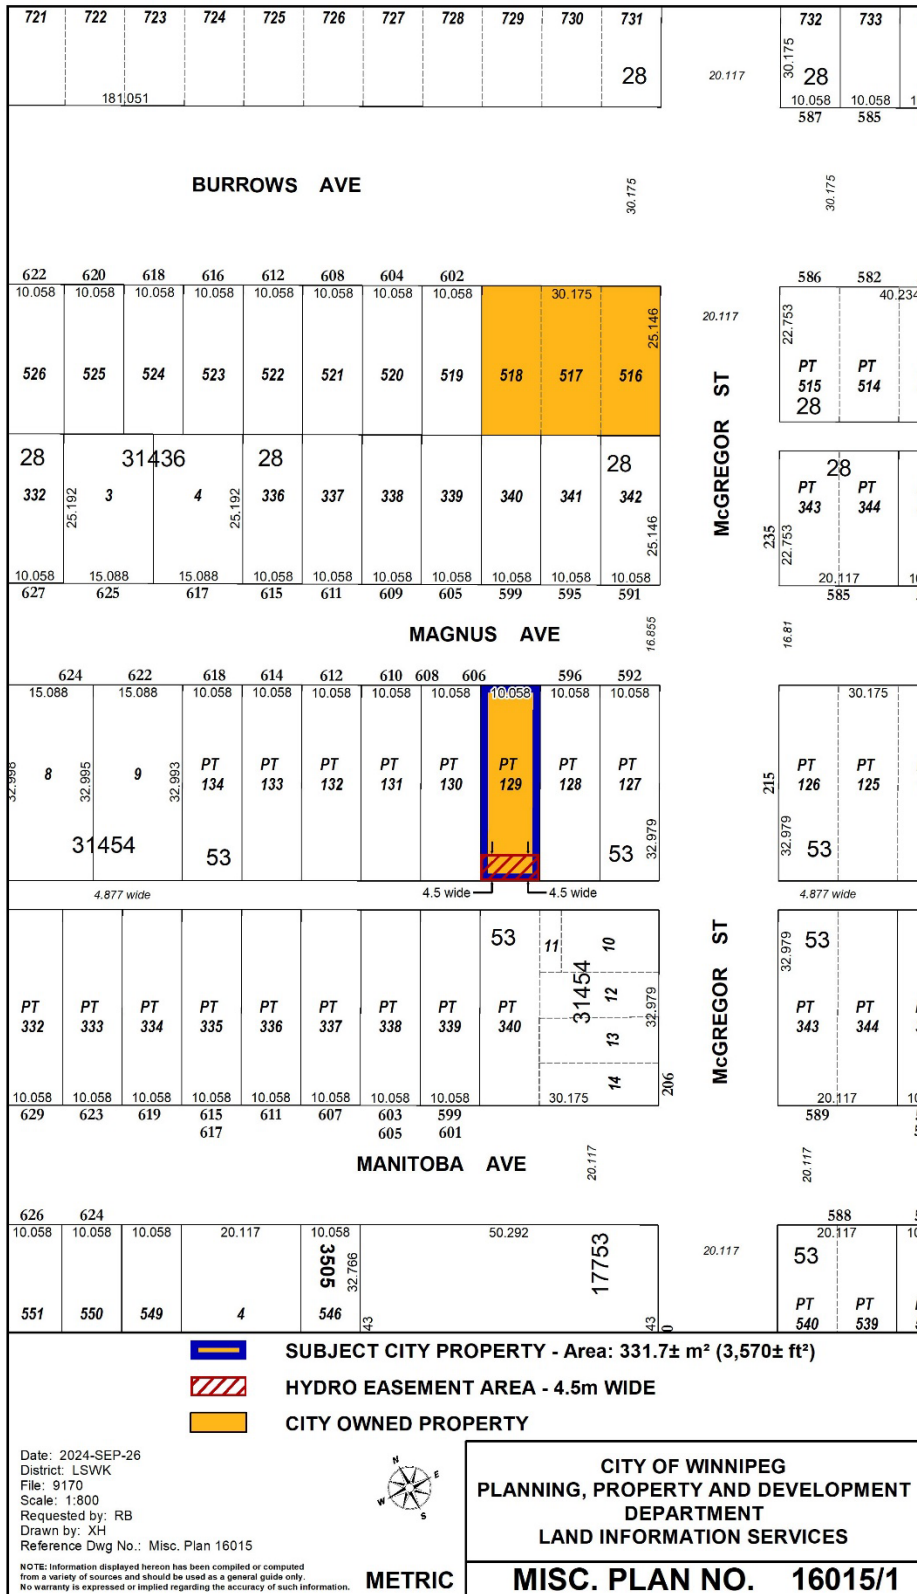 721 722 723 724 725 726 727 728 729 730 731 732 733
30.175
28 20.117 28
181.051 10.058 10.058
587 585
BURROWS AVE 30.175 30.175
622 620 618 616 612 608 604 602 586 582
10.058 10.058 10.058 10.058 10.058 10.058 10.058 10.058 30.175 40.234
25.146 20.117 22.753
526 525 524 523 522 521 520 519 518 517 516 PT 515 PT 514
28
McGREGOR ST
28 31436 28 28 28
332 3 4 336 337 338 339 340 341 342 PT 343 PT 344
25.192 25.192 25.146 235 22.753
10.058 15.088 15.088 10.058 10.058 10.058 10.058 10.058 10.058 10.058 20.117
627 625 617 615 611 609 605 599 595 591 585
MAGNUS AVE 16.855 16.81
624 622 618 614 612 610 608 606 596 592
15.088 15.088 10.058 10.058 10.058 10.058 10.058 10.058 10.058 10.058 30.175
32.998 8 32.995 9 32.993 PT 134 PT 133 PT 132 PT 131 PT 130 PT 129 PT 128 PT 127 215 PT 126 PT 125
31454 53 53 32.979 32.979 53
4.877 wide 4.5 wide 4.5 wide 4.877 wide
53 11 10 32.979 53
31454 12 32.979
McGREGOR ST
PT 332 PT 333 PT 334 PT 335 PT 336 PT 337 PT 338 PT 339 PT 340 13 PT 343 PT 344
14 206
10.058 10.058 10.058 10.058 10.058 10.058 10.058 10.058 30.175 20.117
629 623 619 615 611 607 603 599 589
617 605 601
MANITOBA AVE 20.117 20.117
626 624 588
10.058 10.058 10.058 20.117 10.058 50.292 20.117 20.117
3505 32.766 17753 53
551 550 549 4 546 43 43 PT 540 PT 539
SUBJECT CITY PROPERTY - Area: 331.7± m² (3,570± ft²)
HYDRO EASEMENT AREA - 4.5m WIDE
CITY OWNED PROPERTY
Date: 2024-SEP-26
District: LSWK
File: 9170
Scale: 1:800
Requested by: RB
Drawn by: XH
Reference Dwg No.: Misc. Plan 16015
NOTE: Information displayed hereon has been compiled or computed
from a variety of sources and should be used as a general guide only.
No warranty is expressed or implied regarding the accuracy of such information.
N
E
W
S
METRIC
CITY OF WINNIPEG
PLANNING, PROPERTY AND DEVELOPMENT
DEPARTMENT
LAND INFORMATION SERVICES
MISC. PLAN NO. 16015/1